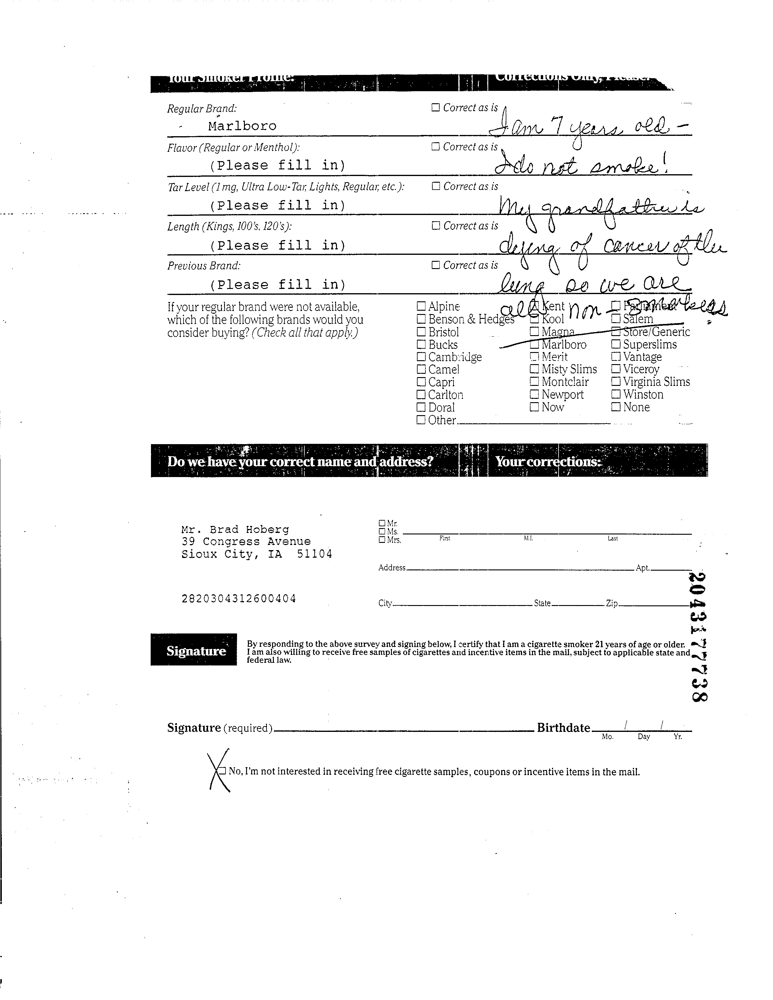 Your Smoker Profile: Corrections Only, Please:
Regular Brand: ☐ Correct as is
- Marlboro I am 7 years old -
Flavor (Regular or Menthol): ☐ Correct as is
(Please fill in) I do not smoke!
Tar Level (1 mg, Ultra Low-Tar, Lights, Regular, etc.): ☐ Correct as is
(Please fill in) My grandfather is
Length (Kings, 100's, 120's): ☐ Correct as is
(Please fill in) dying of cancer of the
Previous Brand: ☐ Correct as is
(Please fill in) lung so we are
all non-smokers
If your regular brand were not available,
which of the following brands would you
consider buying? (Check all that apply.)
☐ Alpine ☐ Kent
☐ Benson & Hedges ☐ Kool ☐ Salem
☐ Bristol ☐ Magna ☐ Store/Generic
☐ Bucks ☐ Marlboro ☐ Superslims
☐ Cambridge ☐ Merit ☐ Vantage
☐ Camel ☐ Misty Slims ☐ Viceroy
☐ Capri ☐ Montclair ☐ Virginia Slims
☐ Carlton ☐ Newport ☐ Winston
☐ Doral ☐ Now ☐ None
☐ Other
Do we have your correct name and address? Your corrections:
Mr. Brad Hoberg
39 Congress Avenue
Sioux City, IA 51104
2820304312600404
☐ Mr.
☐ Ms.
☐ Mrs. First M.I. Last
Address Apt.
City State Zip
2043177738
Signature
By responding to the above survey and signing below, I certify that I am a cigarette smoker 21 years of age or older.
I am also willing to receive free samples of cigarettes and incentive items in the mail, subject to applicable state and
federal law.
Signature (required) Birthdate / /
Mo. Day Yr.
X ☐ No, I'm not interested in receiving free cigarette samples, coupons or incentive items in the mail.